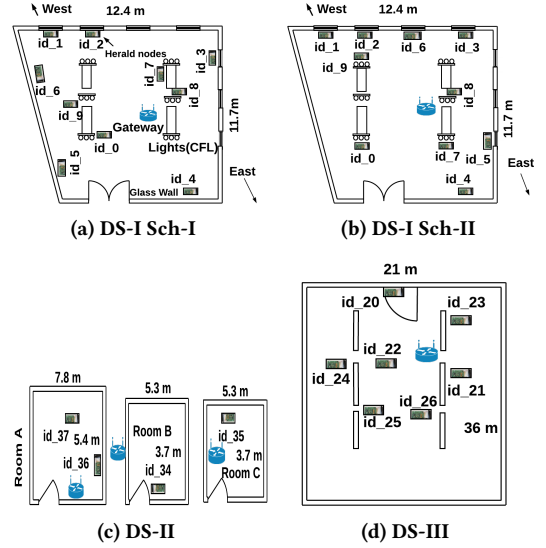 West 12.4 m
id_1
id_2
Herald nodes
id_3
id_7
id_6
id_8
id_9
Gateway
id_0
Lights(CFL)
id_5
Glass Wall
id_4
11.7m
East
(a) DS-I Sch-I
West 12.4 m
id_1
id_2
id_6
id_3
id_9
id_8
11.7 m
id_0
id_7
id_5
id_4
East
(b) DS-I Sch-II
7.8 m
5.3 m
5.3 m
Room A
id_37
5.4 m
id_36
Room B
3.7 m
id_34
id_35
3.7 m
Room C
(c) DS-II
21 m
id_20
id_23
id_22
id_24
id_21
id_26
id_25
36 m
(d) DS-III